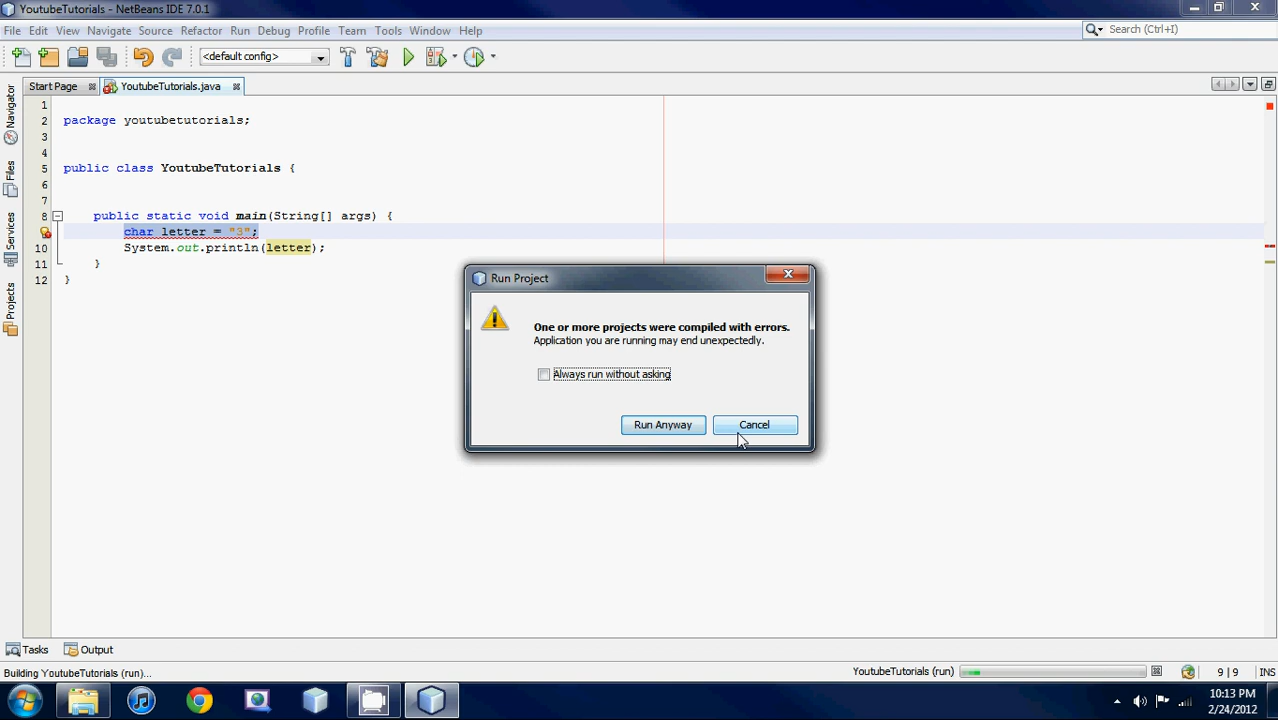 YoutubeTutorials - NetBeans IDE 7.0.1
File Edit View Navigate Source Refactor Run Debug Profile Team Tools Window Help
Search (Ctrl+I)
<default config>
Start Page
YoutubeTutorials.java
Navigator
Files
Services
Projects
1
2 package youtubetutorials;
3
4
5 public class YoutubeTutorials {
6
7
8 public static void main(String[] args) {
char letter = "3";
10 System.out.println(letter);
11 }
12 }
Run Project
One or more projects were compiled with errors.
Application you are running may end unexpectedly.
Always run without asking
Run Anyway Cancel
Tasks Output
Building YoutubeTutorials (run)... YoutubeTutorials (run) 9 | 9 INS
10:13 PM
2/24/2012